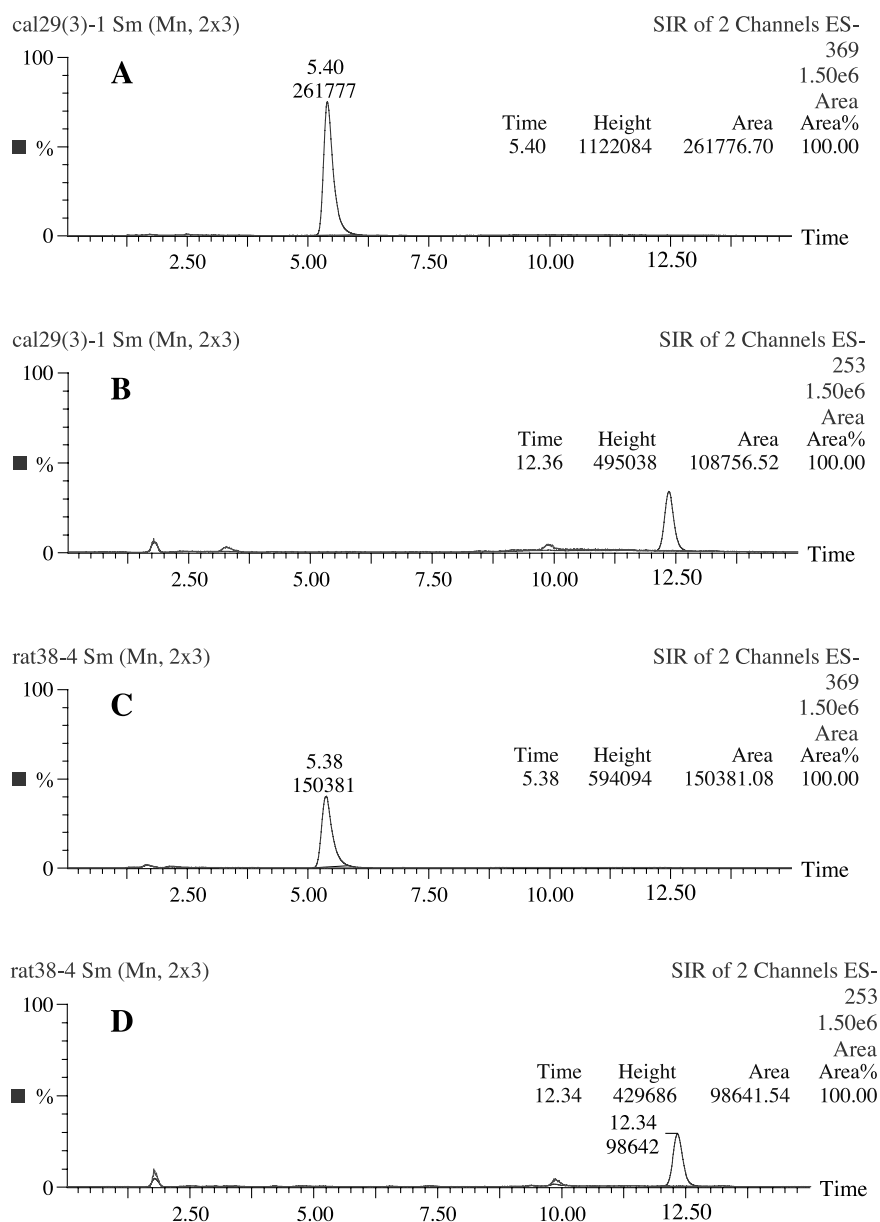 cal29(3)-1 Sm (Mn, 2x3)
SIR of 2 Channels ES-
369
1.50e6
Area
100
A
5.40
261777
Time Height Area Area%
5.40 1122084 261776.70 100.00
%
0
Time
2.50 5.00 7.50 10.00 12.50
cal29(3)-1 Sm (Mn, 2x3)
SIR of 2 Channels ES-
253
1.50e6
Area
100
B
Time Height Area Area%
12.36 495038 108756.52 100.00
%
0
Time
2.50 5.00 7.50 10.00 12.50
rat38-4 Sm (Mn, 2x3)
SIR of 2 Channels ES-
369
1.50e6
Area
100
C
5.38
150381
Time Height Area Area%
5.38 594094 150381.08 100.00
%
0
Time
2.50 5.00 7.50 10.00 12.50
rat38-4 Sm (Mn, 2x3)
SIR of 2 Channels ES-
253
1.50e6
Area
100
D
Time Height Area Area%
12.34 429686 98641.54 100.00
%
12.34
98642
0
Time
2.50 5.00 7.50 10.00 12.50